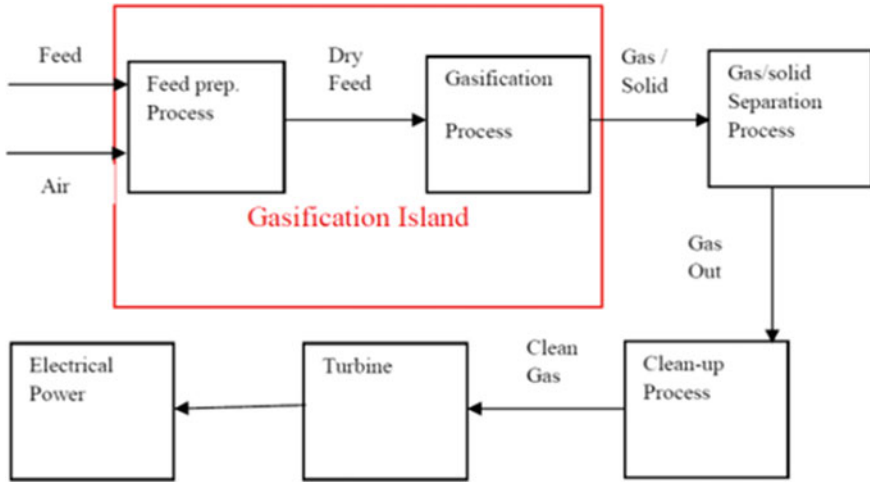 Feed
Air
Feed prep.
Process
Dry
Feed
Gasification
Process
Gas /
Solid
Gas/solid
Separation
Process
Gasification Island
Gas
Out
Clean-up
Process
Clean
Gas
Turbine
Electrical
Power